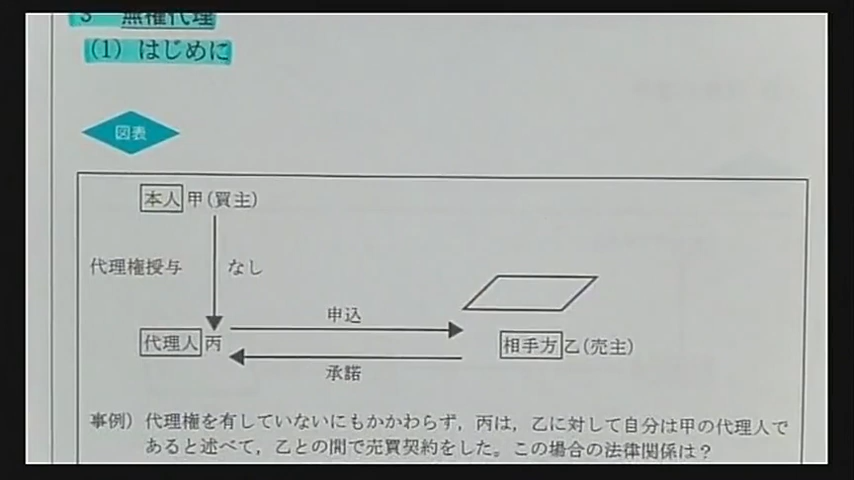 3 無権代理
(1) はじめに
図表
本人 甲(買主)
代理権授与 なし
申込
代理人 丙 相手方 乙(売主)
承諾
事例) 代理権を有していないにもかかわらず，丙は，乙に対して自分は甲の代理人で
あると述べて，乙との間で売買契約をした。この場合の法律関係は？